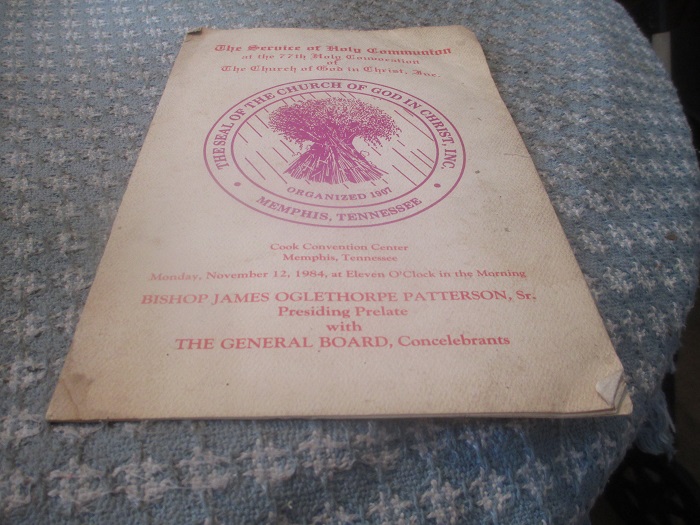 The Service of Holy Communion
at the 77th Holy Convocation
of
The Church of God in Christ, Inc.
THE SEAL OF THE CHURCH OF GOD IN CHRIST, INC.
ORGANIZED 1907
• MEMPHIS, TENNESSEE •
Cook Convention Center
Memphis, Tennessee
Monday, November 12, 1984, at Eleven O'Clock in the Morning
BISHOP JAMES OGLETHORPE PATTERSON, Sr.
Presiding Prelate
with
THE GENERAL BOARD, Concelebrants